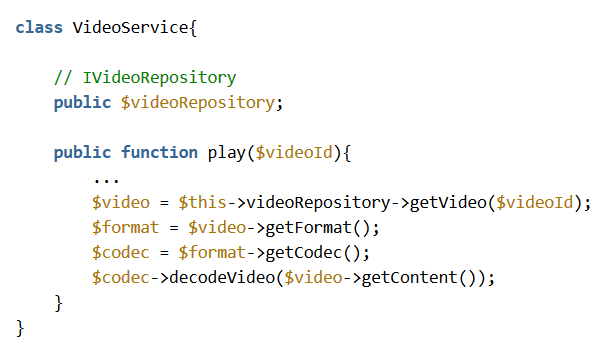 class VideoService{
// IVideoRepository
public $videoRepository;
public function play($videoId){
...
$video = $this->videoRepository->getVideo($videoId);
$format = $video->getFormat();
$codec = $format->getCodec();
$codec->decodeVideo($video->getContent());
}
}